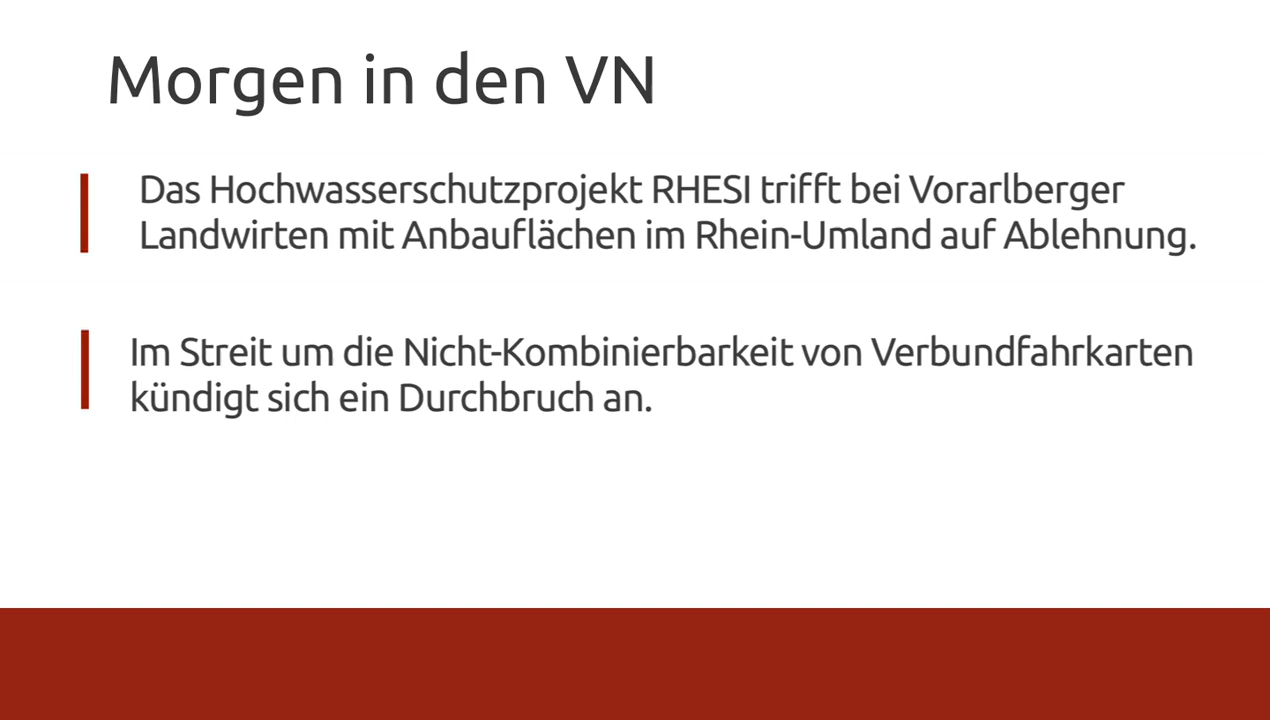 Morgen in den VN
Das Hochwasserschutzprojekt RHESI trifft bei Vorarlberger
Landwirten mit Anbauflächen im Rhein-Umland auf Ablehnung.
Im Streit um die Nicht-Kombinierbarkeit von Verbundfahrkarten
kündigt sich ein Durchbruch an.